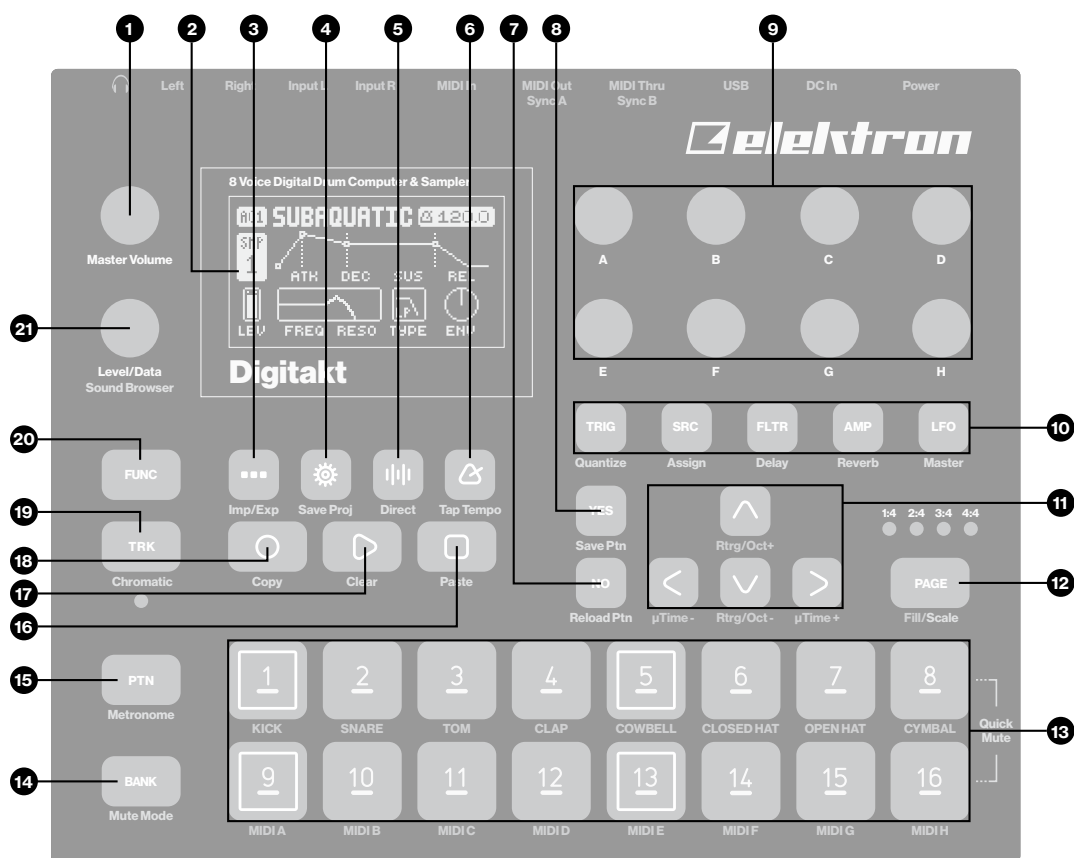 1 2 3 4 5 6 7 8 9
Left Right Input L Input R MIDI In MIDI Out Sync A MIDI Thru Sync B USB DC In Power
elektron
8 Voice Digital Drum Computer & Sampler
A01 SUBAQUATIC 120.0
SMP 1
ATK DEC SUS REL
LEV FREQ RESO TYPE ENV
Digitakt
Master Volume
A B C D
21
Level/Data
Sound Browser
E F G H
20
FUNC
TRIG SRC FLTR AMP LFO
10
Quantize Assign Delay Reverb Master
Imp/Exp Save Proj Direct Tap Tempo
YES
Save Ptn
Rtrg/Oct+
11
1:4 2:4 3:4 4:4
19
TRK
Chromatic
18
17
16
Copy Clear Paste
7
NO
Reload Ptn
µTime - Rtrg/Oct - µTime +
PAGE
12
Fill/Scale
15
PTN
Metronome
1 2 3 4 5 6 7 8
KICK SNARE TOM CLAP COWBELL CLOSED HAT OPEN HAT CYMBAL
Quick
Mute
13
14
BANK
Mute Mode
9 10 11 12 13 14 15 16
MIDI A MIDI B MIDI C MIDI D MIDI E MIDI F MIDI G MIDI H